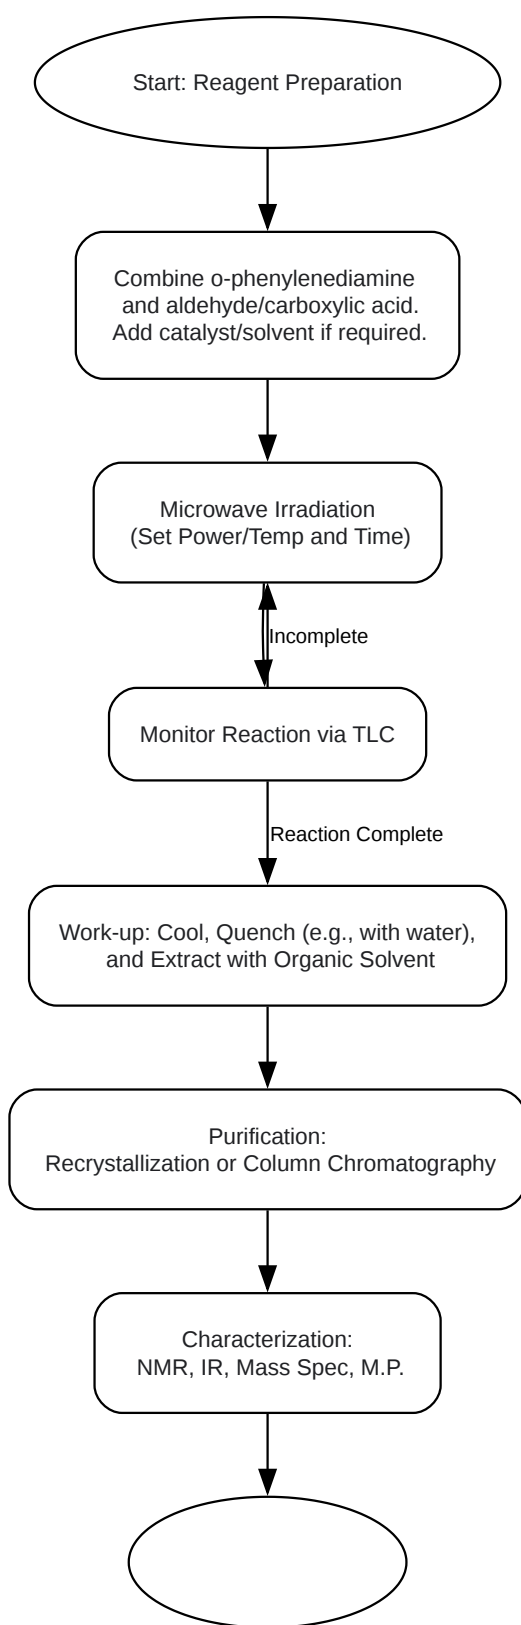 Start: Reagent Preparation
Combine o-phenylenediamine
and aldehyde/carboxylic acid.
Add catalyst/solvent if required.
Microwave Irradiation
(Set Power/Temp and Time)
Incomplete
Monitor Reaction via TLC
Reaction Complete
Work-up: Cool, Quench (e.g., with water),
and Extract with Organic Solvent
Purification:
Recrystallization or Column Chromatography
Characterization:
NMR, IR, Mass Spec, M.P.